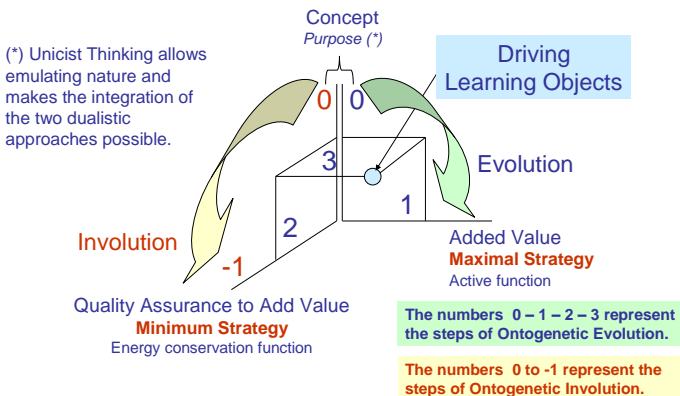 Concept
Purpose (*)
(*) Unicist Thinking allows
emulating nature and
makes the integration of
the two dualistic
approaches possible.
Driving
Learning Objects
0 0
3
Evolution
1
2
Involution
-1
Added Value
Maximal Strategy
Active function
Quality Assurance to Add Value
Minimum Strategy
Energy conservation function
The numbers 0 – 1 – 2 – 3 represent
the steps of Ontogenetic Evolution.
The numbers 0 to -1 represent the
steps of Ontogenetic Involution.